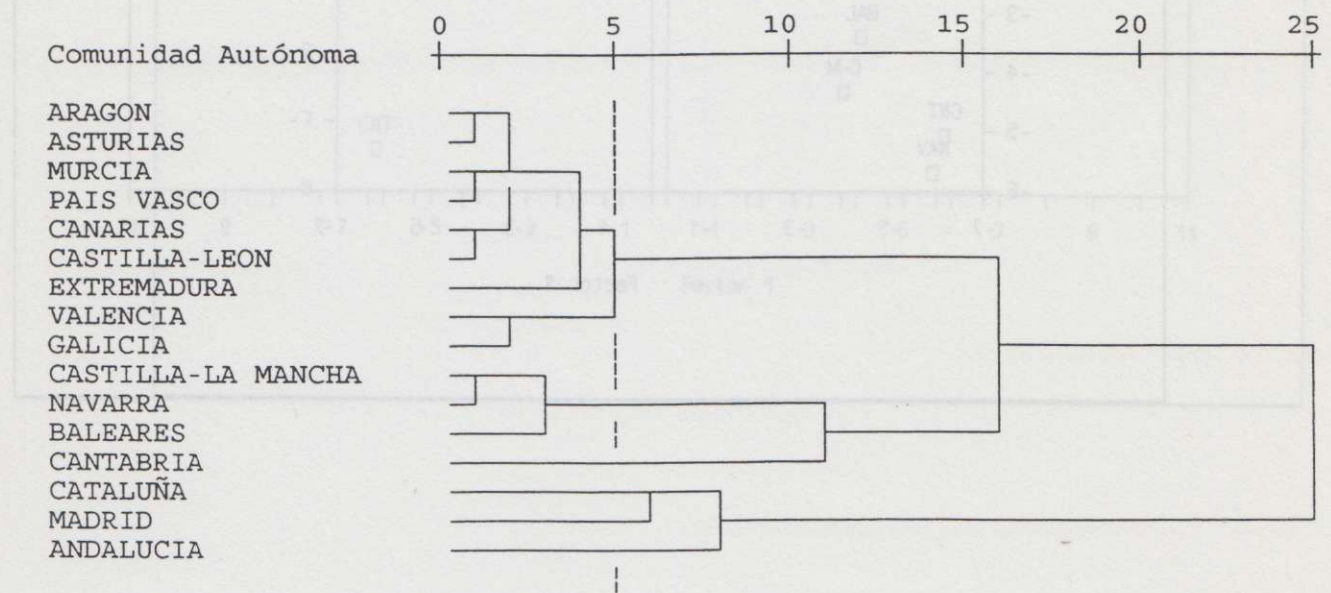 0 5 10 15 20 25
Comunidad Autónoma
ARAGON
ASTURIAS
MURCIA
PAIS VASCO
CANARIAS
CASTILLA-LEON
EXTREMADURA
VALENCIA
GALICIA
CASTILLA-LA MANCHA
NAVARRA
BALEARES
CANTABRIA
CATALUÑA
MADRID
ANDALUCIA